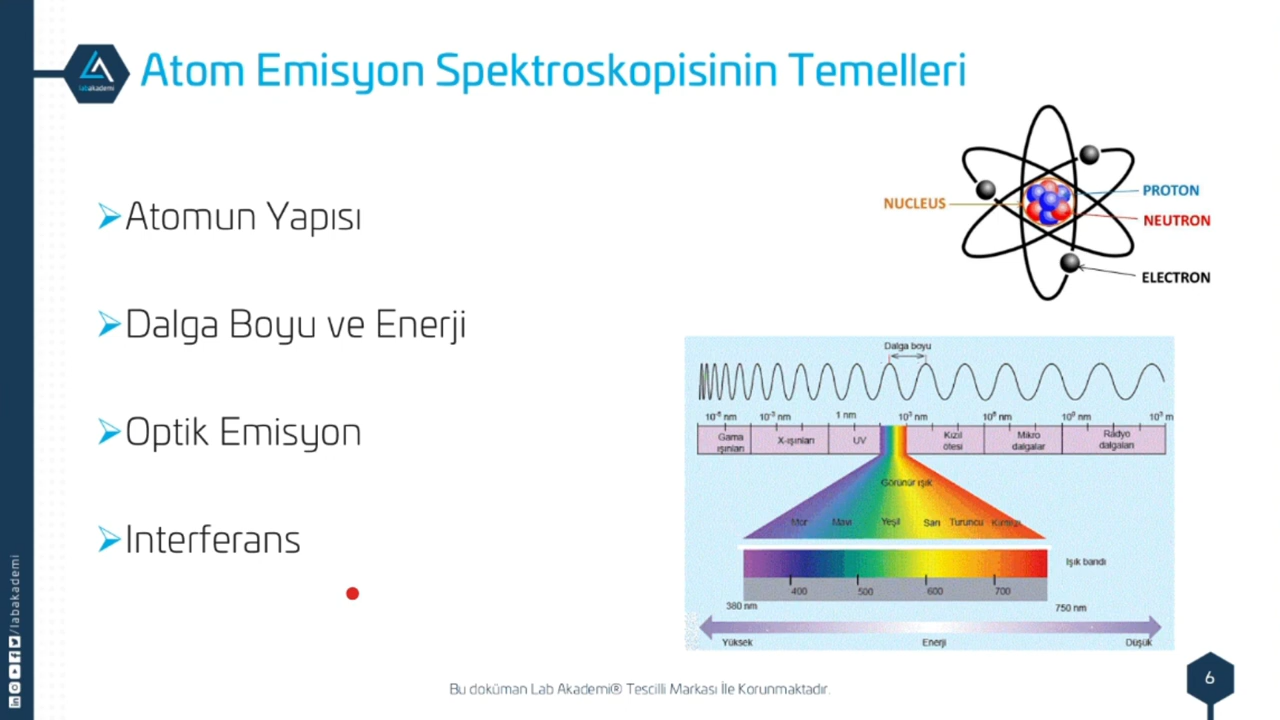 Atom Emisyon Spektroskopisinin Temelleri
labakademi
Atomun Yapısı
Dalga Boyu ve Enerji
Optik Emisyon
Interferans
NUCLEUS
PROTON
NEUTRON
ELECTRON
Dalga boyu
10⁻⁵ nm 10⁻³ nm 1 nm 10³ nm 10⁶ nm 10⁹ nm 10³ m
Gama ışınları X-ışınları UV Kızıl ötesi Mikro dalgalar Radyo dalgaları
Görünür ışık
Mor Mavi Yeşil Sarı Turuncu Kırmızı
Işık bandı
400 500 600 700
380 nm 750 nm
Yüksek Enerji Düşük
/labakademi
Bu doküman Lab Akademi® Tescilli Markası İle Korunmaktadır.
6